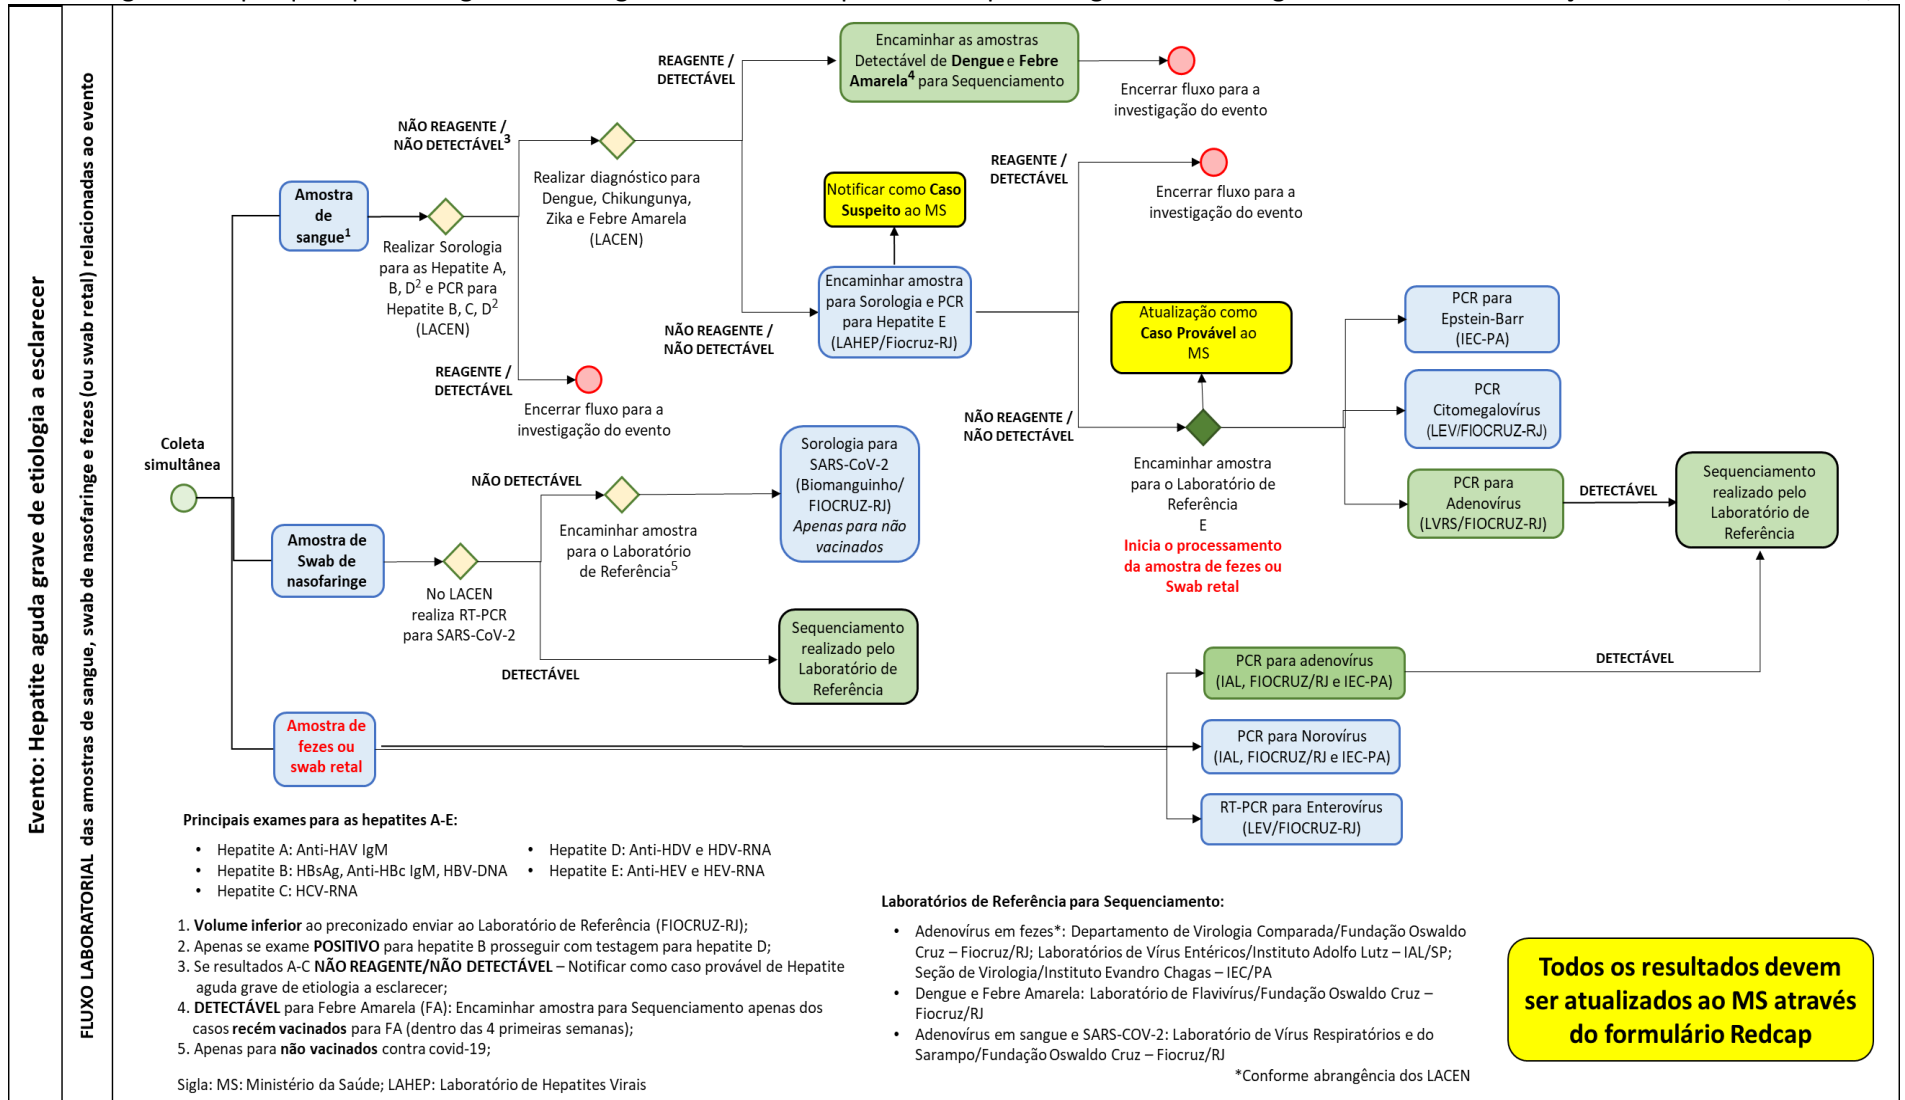 Evento: Hepatite aguda grave de etiologia a esclarecer
FLUXO LABORATORIAL das amostras de sangue, swab de nasofaringe e fezes (ou swab retal) relacionadas ao evento
Coleta
simultânea
Amostra
de
sangue1
Realizar Sorologia
para as Hepatite A,
B, D2 e PCR para
Hepatite B, C, D2
(LACEN)
NÃO REAGENTE /
NÃO DETECTÁVEL3
REAGENTE /
DETECTÁVEL
Encerrar fluxo para a
investigação do evento
Realizar diagnóstico para
Dengue, Chikungunya,
Zika e Febre Amarela
(LACEN)
REAGENTE /
DETECTÁVEL
Encaminhar as amostras
Detectável de Dengue e Febre
Amarela4 para Sequenciamento
Encerrar fluxo para a
investigação do evento
NÃO REAGENTE /
NÃO DETECTÁVEL
Notificar como Caso
Suspeito ao MS
Encaminhar amostra
para Sorologia e PCR
para Hepatite E
(LAHEP/Fiocruz-RJ)
REAGENTE /
DETECTÁVEL
Encerrar fluxo para a
investigação do evento
NÃO REAGENTE /
NÃO DETECTÁVEL
Atualização como
Caso Provável ao
MS
Encaminhar amostra
para o Laboratório de
Referência
E
Inicia o processamento
da amostra de fezes ou
Swab retal
PCR para
Epstein-Barr
(IEC-PA)
PCR
Citomegalovírus
(LEV/FIOCRUZ-RJ)
PCR para
Adenovírus
(LVRS/FIOCRUZ-RJ)
DETECTÁVEL
Sequenciamento
realizado pelo
Laboratório de
Referência
Amostra de
Swab de
nasofaringe
No LACEN
realiza RT-PCR
para SARS-CoV-2
NÃO DETECTÁVEL
Encaminhar amostra
para o Laboratório
de Referência5
Sorologia para
SARS-CoV-2
(Biomanguinho/
FIOCRUZ-RJ)
Apenas para não
vacinados
DETECTÁVEL
Sequenciamento
realizado pelo
Laboratório de
Referência
Amostra de
fezes ou
swab retal
PCR para adenovírus
(IAL, FIOCRUZ/RJ e IEC-PA)
DETECTÁVEL
PCR para Norovírus
(IAL, FIOCRUZ/RJ e IEC-PA)
RT-PCR para Enterovírus
(LEV/FIOCRUZ-RJ)
Principais exames para as hepatites A-E:
• Hepatite A: Anti-HAV IgM
• Hepatite B: HBsAg, Anti-HBc IgM, HBV-DNA
• Hepatite C: HCV-RNA
• Hepatite D: Anti-HDV e HDV-RNA
• Hepatite E: Anti-HEV e HEV-RNA
1. Volume inferior ao preconizado enviar ao Laboratório de Referência (FIOCRUZ-RJ);
2. Apenas se exame POSITIVO para hepatite B prosseguir com testagem para hepatite D;
3. Se resultados A-C NÃO REAGENTE/NÃO DETECTÁVEL – Notificar como caso provável de Hepatite
aguda grave de etiologia a esclarecer;
4. DETECTÁVEL para Febre Amarela (FA): Encaminhar amostra para Sequenciamento apenas dos
casos recém vacinados para FA (dentro das 4 primeiras semanas);
5. Apenas para não vacinados contra covid-19;
Sigla: MS: Ministério da Saúde; LAHEP: Laboratório de Hepatites Virais
Laboratórios de Referência para Sequenciamento:
• Adenovírus em fezes*: Departamento de Virologia Comparada/Fundação Oswaldo
Cruz – Fiocruz/RJ; Laboratórios de Vírus Entéricos/Instituto Adolfo Lutz – IAL/SP;
Seção de Virologia/Instituto Evandro Chagas – IEC/PA
• Dengue e Febre Amarela: Laboratório de Flavivírus/Fundação Oswaldo Cruz –
Fiocruz/RJ
• Adenovírus em sangue e SARS-COV-2: Laboratório de Vírus Respiratórios e do
Sarampo/Fundação Oswaldo Cruz – Fiocruz/RJ
*Conforme abrangência dos LACEN
Todos os resultados devem
ser atualizados ao MS através
do formulário Redcap